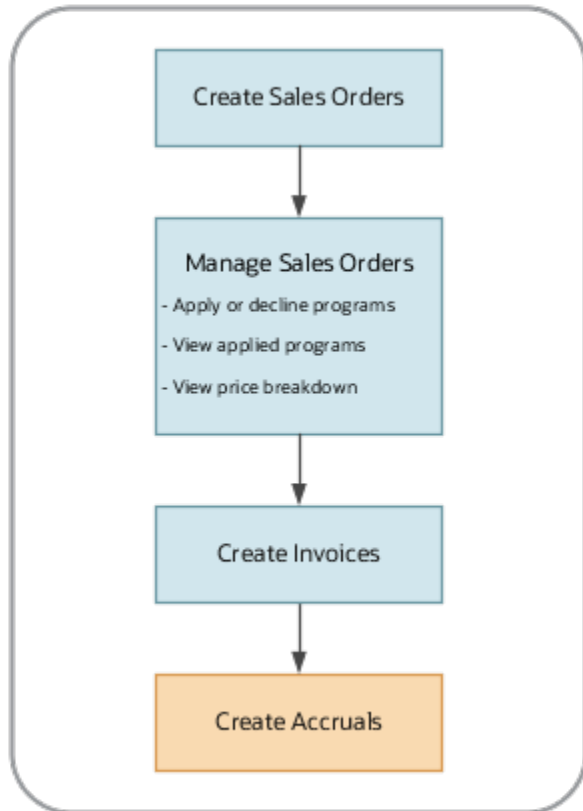 Create Sales Orders
Manage Sales Orders
- Apply or decline programs
- View applied programs
- View price breakdown
Create Invoices
Create Accruals